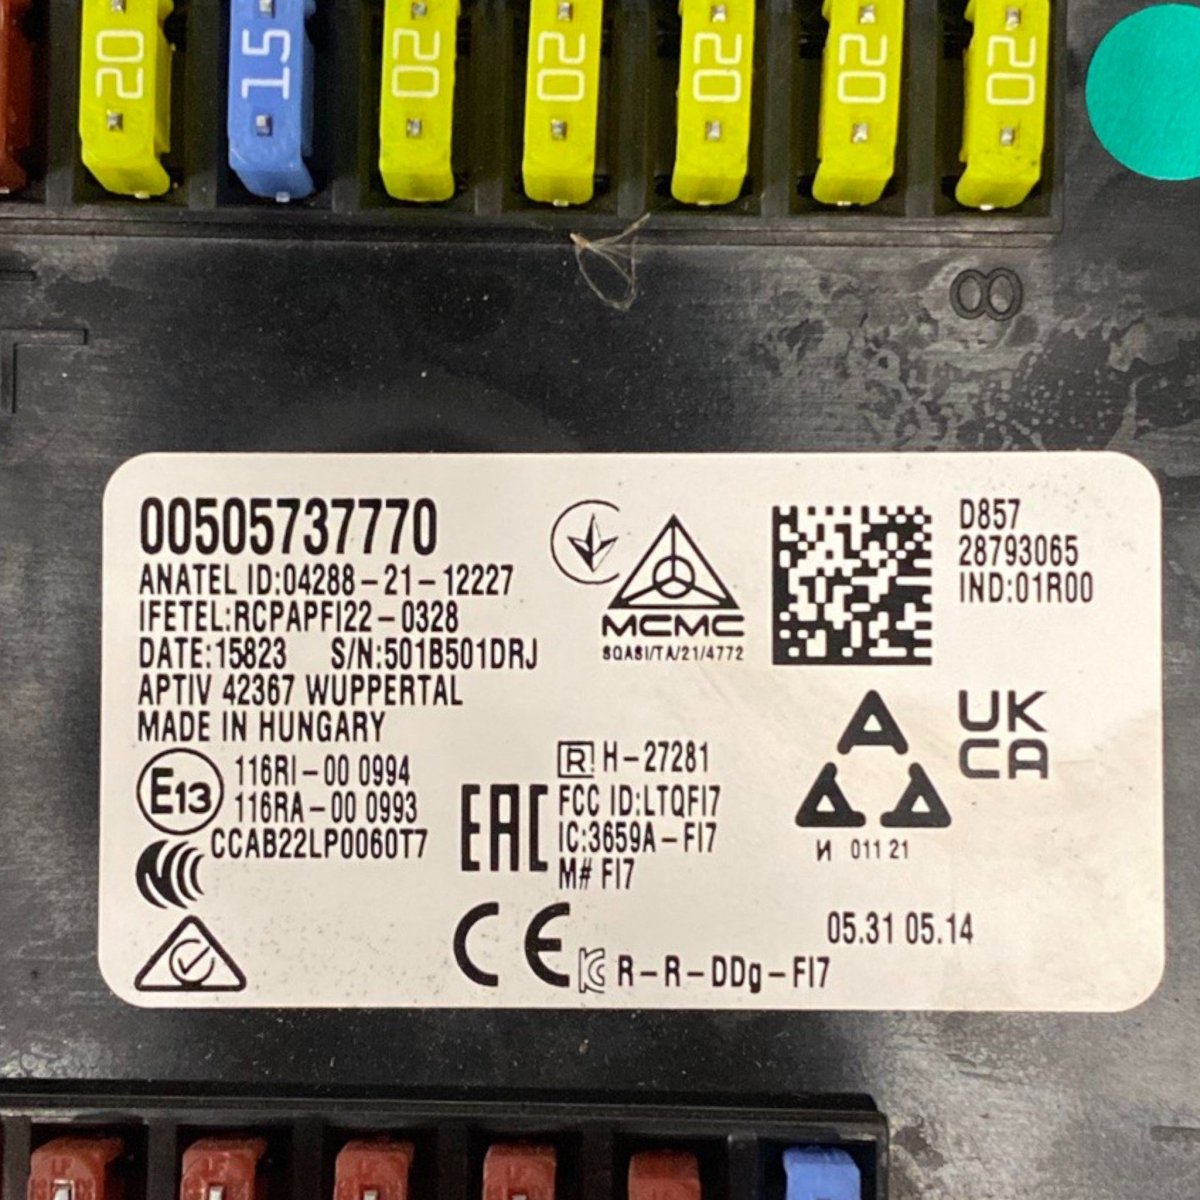 20 15 20 20 20 20 20
8
00505737770
ANATEL ID:04288-21-12227
IFETEL:RCPAPFI22-0328
DATE:15823 S/N:501B501DRJ
APTIV 42367 WUPPERTAL
MADE IN HUNGARY
E13
116RI-00 0994
116RA-00 0993
CCAB22LP0060T7
MCMC
SQASI/TA/21/4772
D857
28793065
IND:01R00
EAC
R H-27281
FCC ID:LTQFI7
IC:3659A-FI7
M# FI7
A
И 011 21
UK
CA
05.31 05.14
CE
R-R-DDg-FI7